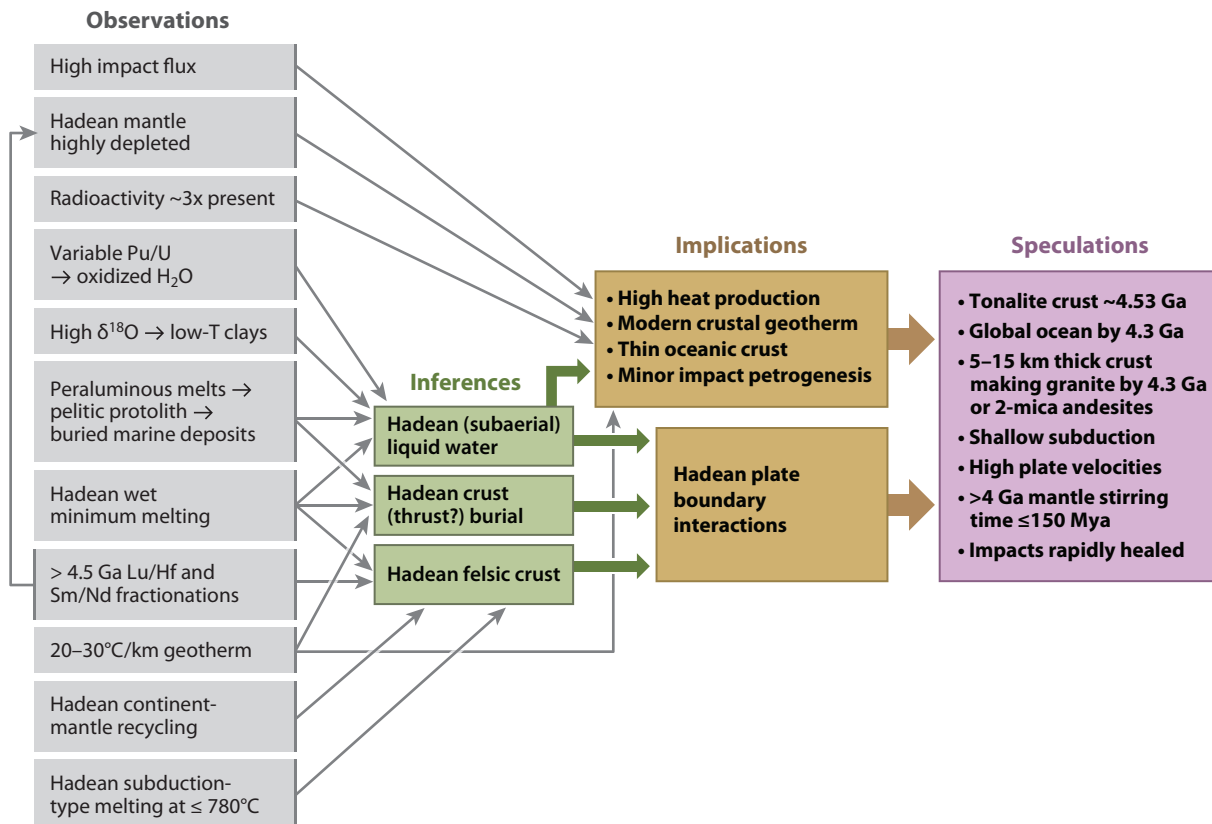 Observations
High impact flux
Hadean mantle
highly depleted
Radioactivity ~3x present
Variable Pu/U
→ oxidized H₂O
High δ¹⁸O → low-T clays
Peraluminous melts →
pelitic protolith →
buried marine deposits
Hadean wet
minimum melting
> 4.5 Ga Lu/Hf and
Sm/Nd fractionations
20–30°C/km geotherm
Hadean continent-
mantle recycling
Hadean subduction-
type melting at ≤ 780°C
Inferences
Hadean (subaerial)
liquid water
Hadean crust
(thrust?) burial
Hadean felsic crust
Implications
• High heat production
• Modern crustal geotherm
• Thin oceanic crust
• Minor impact petrogenesis
Hadean plate
boundary
interactions
Speculations
• Tonalite crust ~4.53 Ga
• Global ocean by 4.3 Ga
• 5–15 km thick crust
making granite by 4.3 Ga
or 2-mica andesites
• Shallow subduction
• High plate velocities
• >4 Ga mantle stirring
time ≤150 Mya
• Impacts rapidly healed